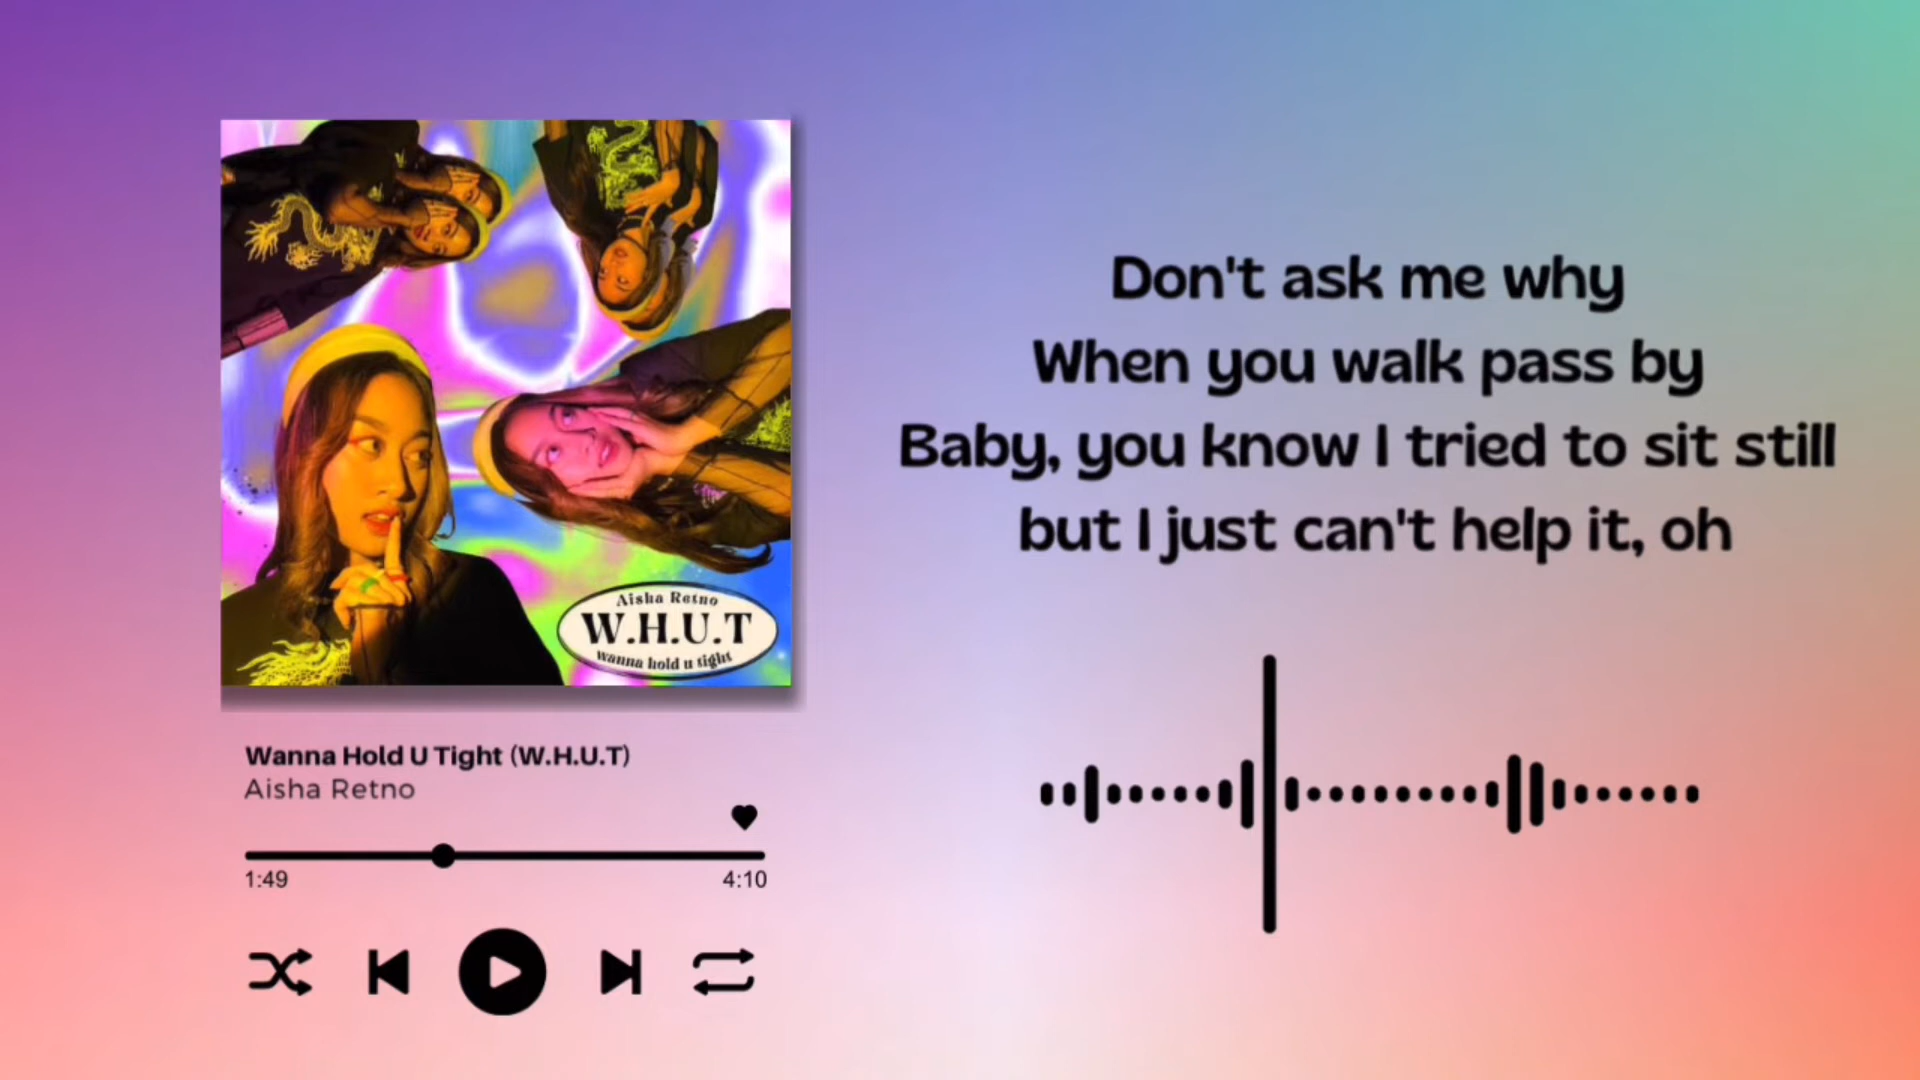 Aisha Retno
W.H.U.T
wanna hold u tight
Wanna Hold U Tight (W.H.U.T)
Aisha Retno
1:49
4:10
Don't ask me why
When you walk pass by
Baby, you know I tried to sit still
but I just can't help it, oh